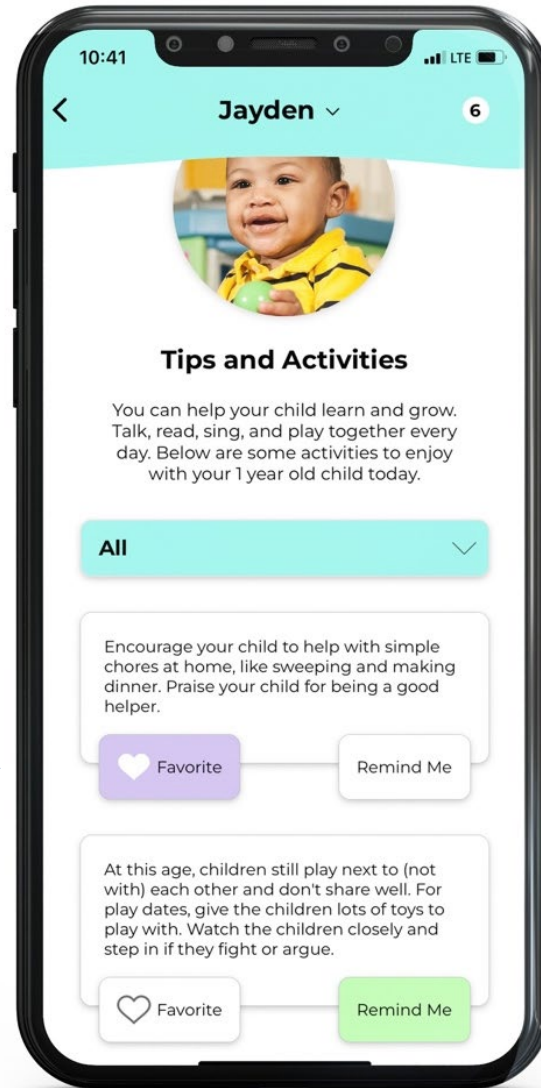 10:41
LTE
Jayden
6
Tips and Activities
You can help your child learn and grow.
Talk, read, sing, and play together every
day. Below are some activities to enjoy
with your 1 year old child today.
All
Encourage your child to help with simple
chores at home, like sweeping and making
dinner. Praise your child for being a good
helper.
Favorite
Remind Me
At this age, children still play next to (not
with) each other and don't share well. For
play dates, give the children lots of toys to
play with. Watch the children closely and
step in if they fight or argue.
Favorite
Remind Me